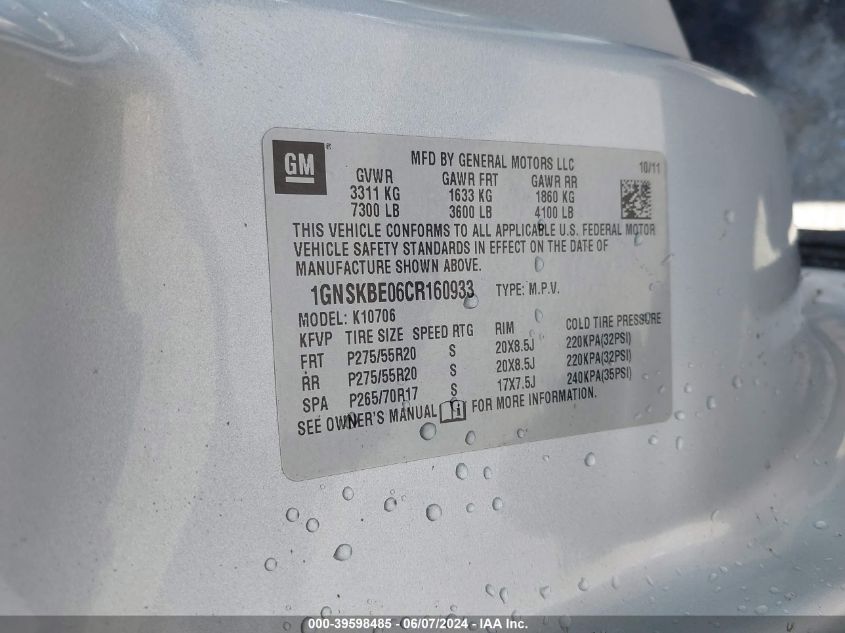 GM
MFD BY GENERAL MOTORS LLC 10/11
GVWR GAWR FRT GAWR RR
3311 KG 1633 KG 1860 KG
7300 LB 3600 LB 4100 LB
THIS VEHICLE CONFORMS TO ALL APPLICABLE U.S. FEDERAL MOTOR
VEHICLE SAFETY STANDARDS IN EFFECT ON THE DATE OF
MANUFACTURE SHOWN ABOVE.
1GNSKBE06CR160933 TYPE: M.P.V.
MODEL: K10706
KFVP TIRE SIZE SPEED RTG RIM COLD TIRE PRESSURE
FRT P275/55R20 S 20X8.5J 220KPA(32PSI)
RR P275/55R20 S 20X8.5J 220KPA(32PSI)
SPA P265/70R17 S 17X7.5J 240KPA(35PSI)
SEE OWNER'S MANUAL FOR MORE INFORMATION.
000-39598485 - 06/07/2024 - IAA Inc.